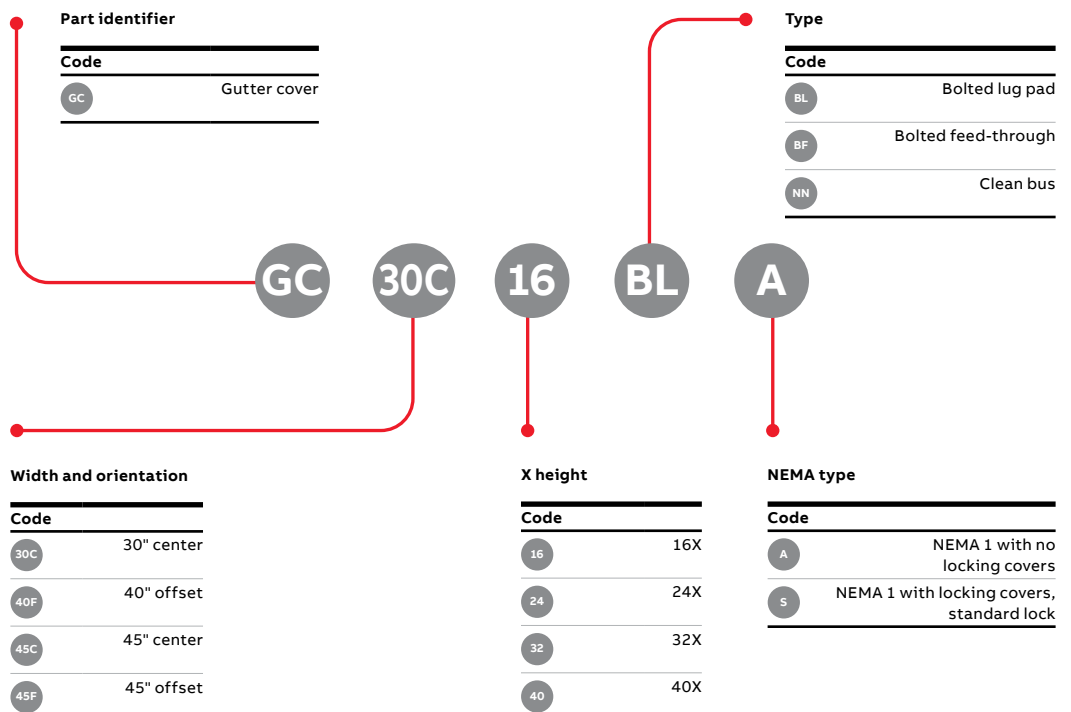 Part identifier
Code
GC Gutter cover
Type
Code
BL Bolted lug pad
BF Bolted feed-through
NN Clean bus
GC 30C 16 BL A
Width and orientation
Code
30C 30" center
40F 40" offset
45C 45" center
45F 45" offset
X height
Code
16 16X
24 24X
32 32X
40 40X
NEMA type
Code
A NEMA 1 with no
locking covers
S NEMA 1 with locking covers,
standard lock